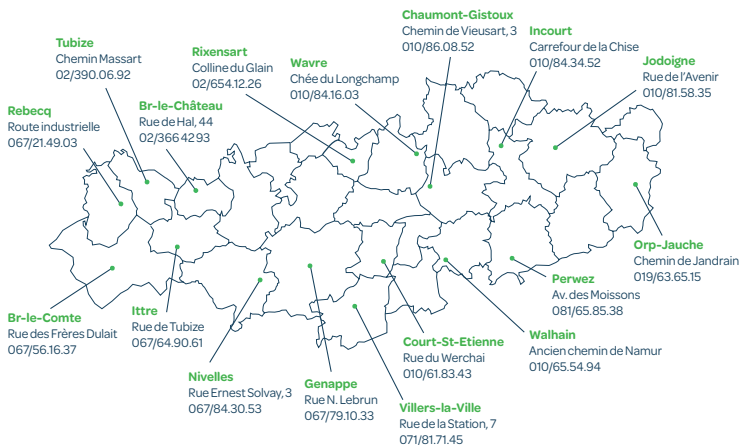 Chaumont-Gistoux
Chemin de Vieusart, 3
010/86.08.52
Incourt
Carrefour de la Chise
010/84.34.52
Tubize
Chemin Massart
02/390.06.92
Rixensart
Colline du Glain
02/654.12.26
Wavre
Chée du Longchamp
010/84.16.03
Jodoigne
Rue de l'Avenir
010/81.58.35
Rebecq
Route industrielle
067/21.49.03
Br-le-Château
Rue de Hal, 44
02/366 42 93
Orp-Jauche
Chemin de Jandrain
019/63.65.15
Perwez
Av. des Moissons
081/65.85.38
Br-le-Comte
Rue des Frères Dulait
067/56.16.37
Ittre
Rue de Tubize
067/64.90.61
Court-St-Etienne
Rue du Werchai
010/61.83.43
Walhain
Ancien chemin de Namur
010/65.54.94
Nivelles
Rue Ernest Solvay, 3
067/84.30.53
Genappe
Rue N. Lebrun
067/79.10.33
Villers-la-Ville
Rue de la Station, 7
071/81.71.45